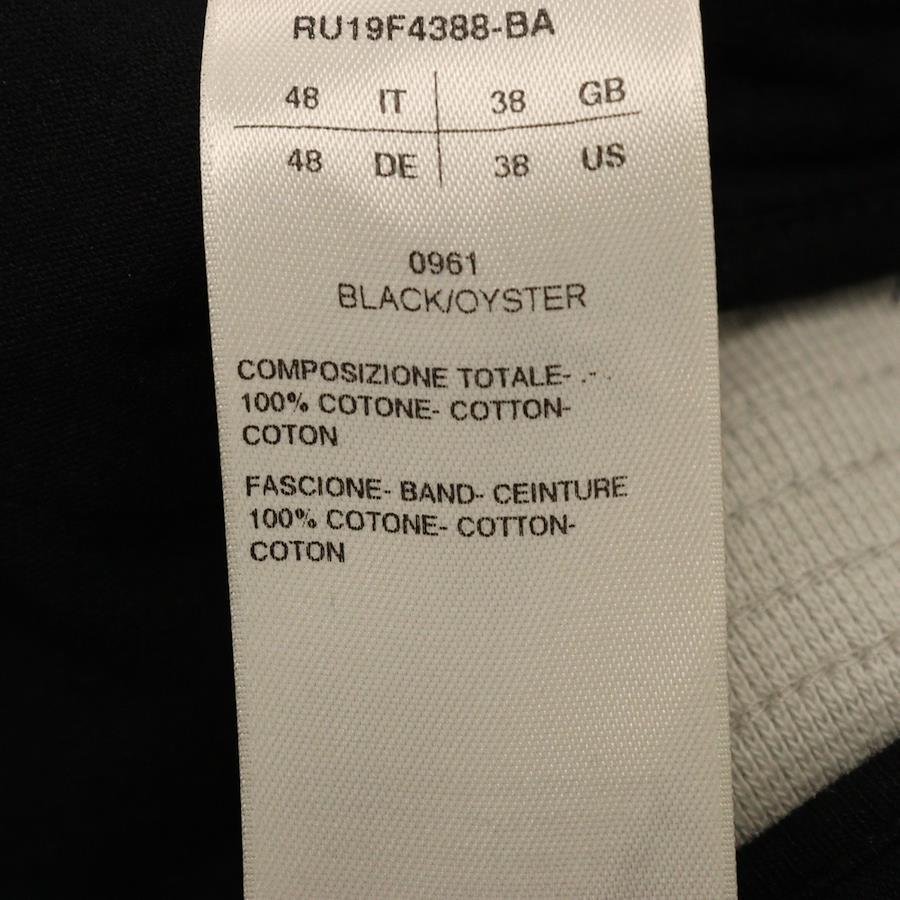 RU19F4388-BA
48 IT 38 GB
48 DE 38 US
0961
BLACK/OYSTER
COMPOSIZIONE TOTALE- .-.
100% COTONE- COTTON-
COTON
FASCIONE- BAND- CEINTURE
100% COTONE- COTTON-
COTON